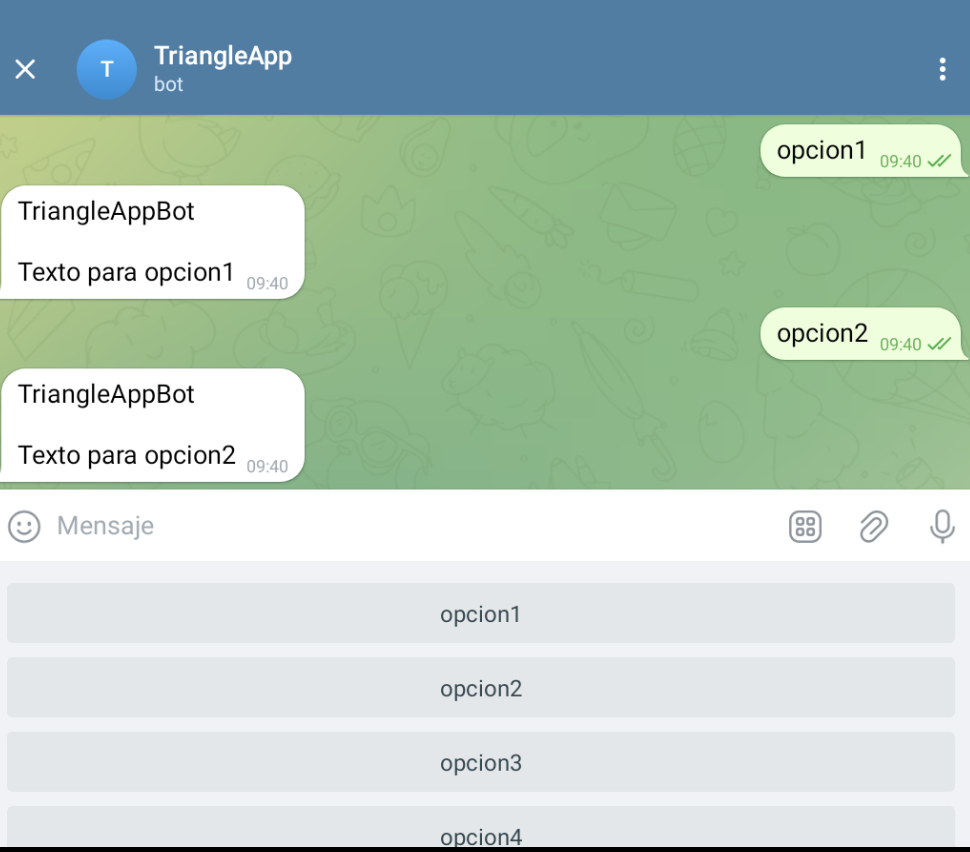 T
TriangleApp
bot
opcion1 09:40
TriangleAppBot
Texto para opcion1 09:40
opcion2 09:40
TriangleAppBot
Texto para opcion2 09:40
Mensaje
opcion1
opcion2
opcion3
opcion4